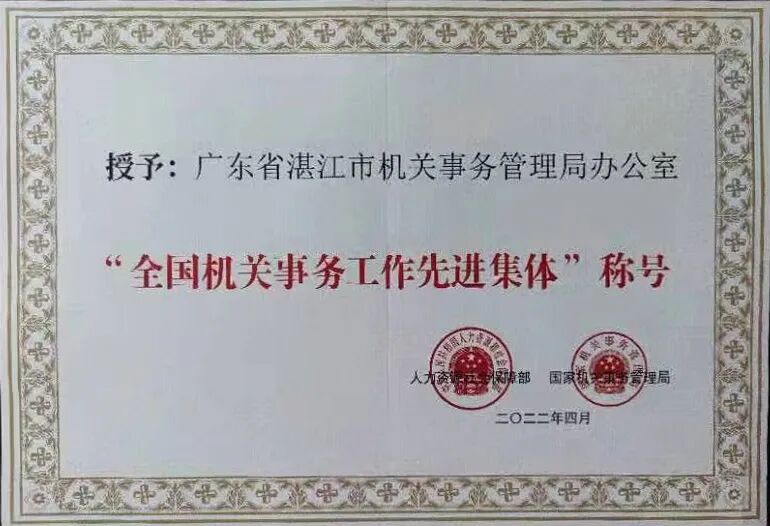 授予：广东省湛江市机关事务管理局办公室
“全国机关事务工作先进集体”称号
人力资源社会保障部 国家机关事务管理局
二〇二二年四月